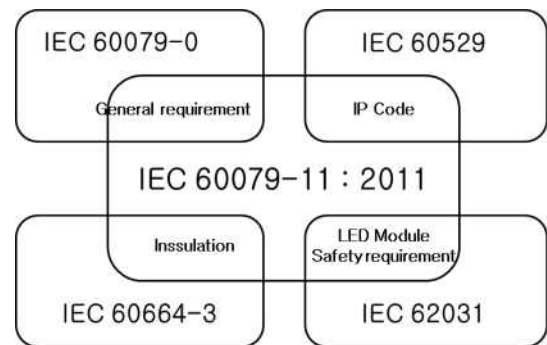 IEC 60079-0
IEC 60529
General requirement
IP Code
IEC 60079-11 : 2011
Inssulation
LED Module
Safety requirement
IEC 60664-3
IEC 62031